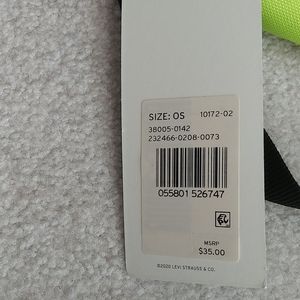 SIZE: OS 10172-02
38005-0142
232466-0208-0073
055801 526747
MSRP
$35.00
©2020 LEVI STRAUSS & CO.